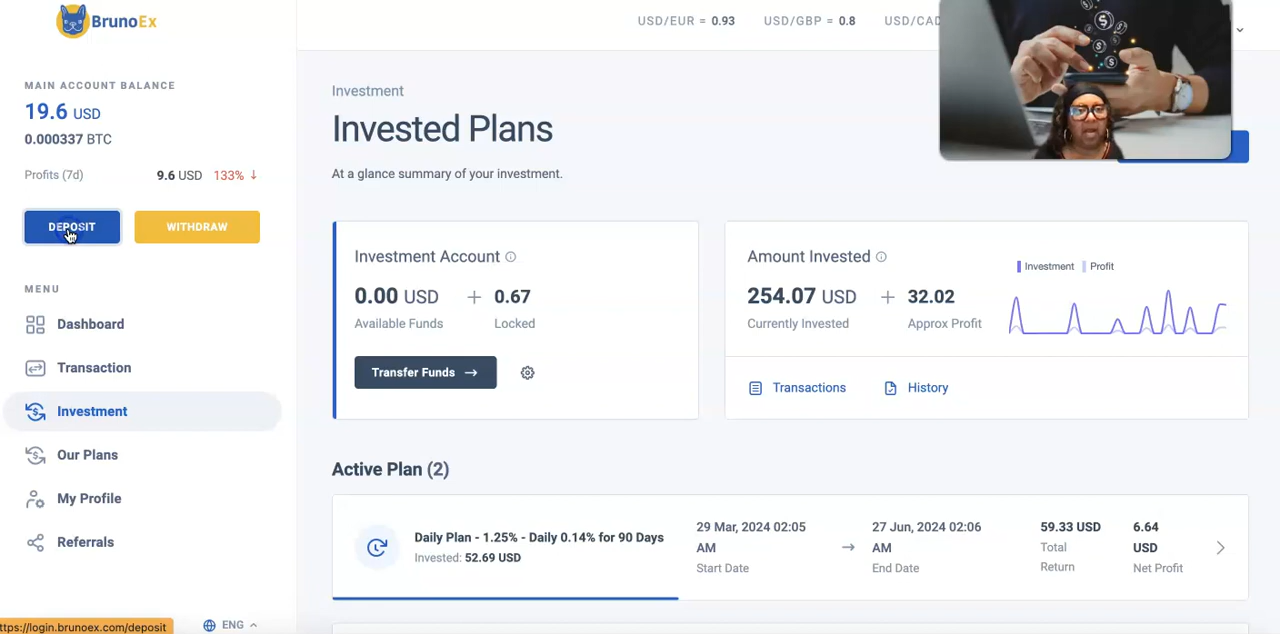 BrunoEx
USD/EUR = 0.93 USD/GBP = 0.8 USD/CAD
MAIN ACCOUNT BALANCE
19.6 USD
0.000337 BTC
Profits (7d) 9.6 USD 133% ↓
DEPOSIT WITHDRAW
MENU
Dashboard
Transaction
Investment
Our Plans
My Profile
Referrals
ENG
ttps://login.brunoex.com/deposit
Investment
Invested Plans
At a glance summary of your investment.
Investment Account
0.00 USD + 0.67
Available Funds Locked
Transfer Funds →
Amount Invested
Investment Profit
254.07 USD + 32.02
Currently Invested Approx Profit
Transactions History
Active Plan (2)
Daily Plan - 1.25% - Daily 0.14% for 90 Days
Invested: 52.69 USD
29 Mar, 2024 02:05
AM
Start Date
→
27 Jun, 2024 02:06
AM
End Date
59.33 USD
Total
Return
6.64
USD
Net Profit